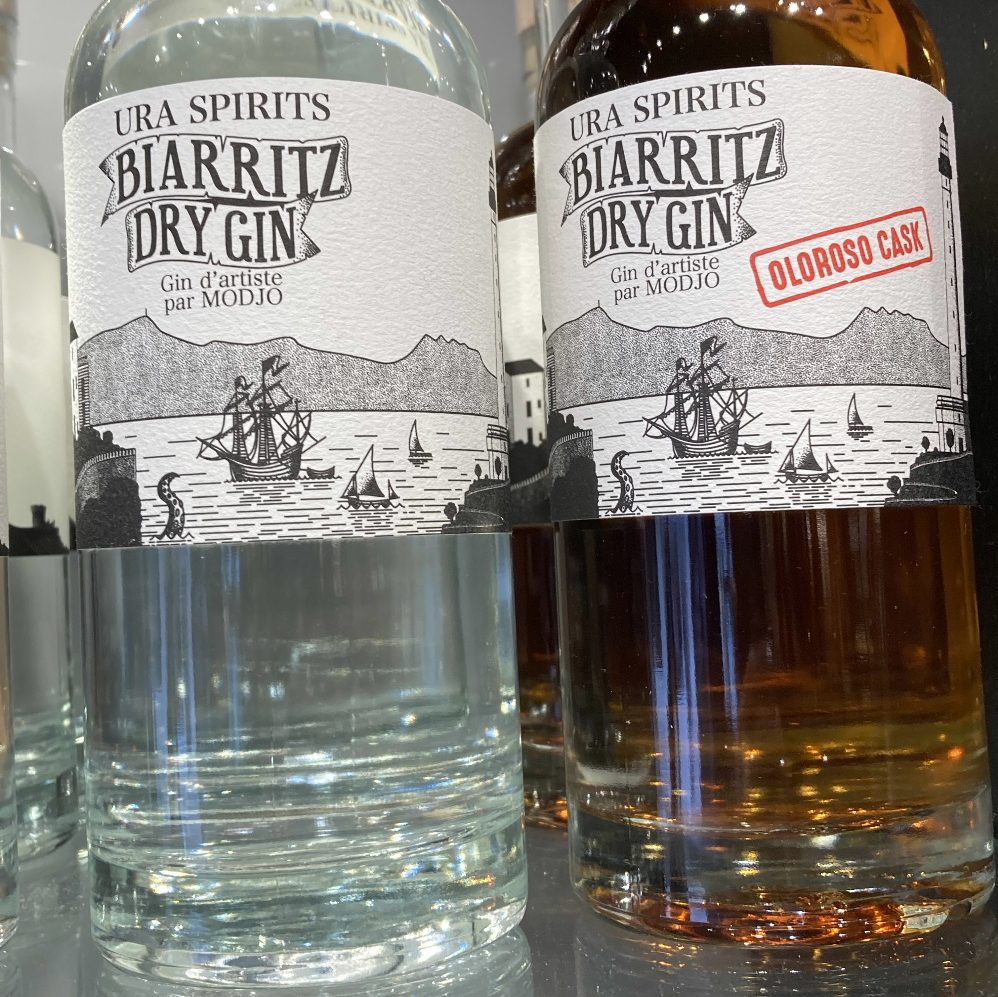 URA SPIRITS
BIARRITZ
DRY GIN
Gin d'artiste
par MODJO
URA SPIRITS
BIARRITZ
DRY GIN
Gin d'artiste
par MODJO
OLOROSO CASK